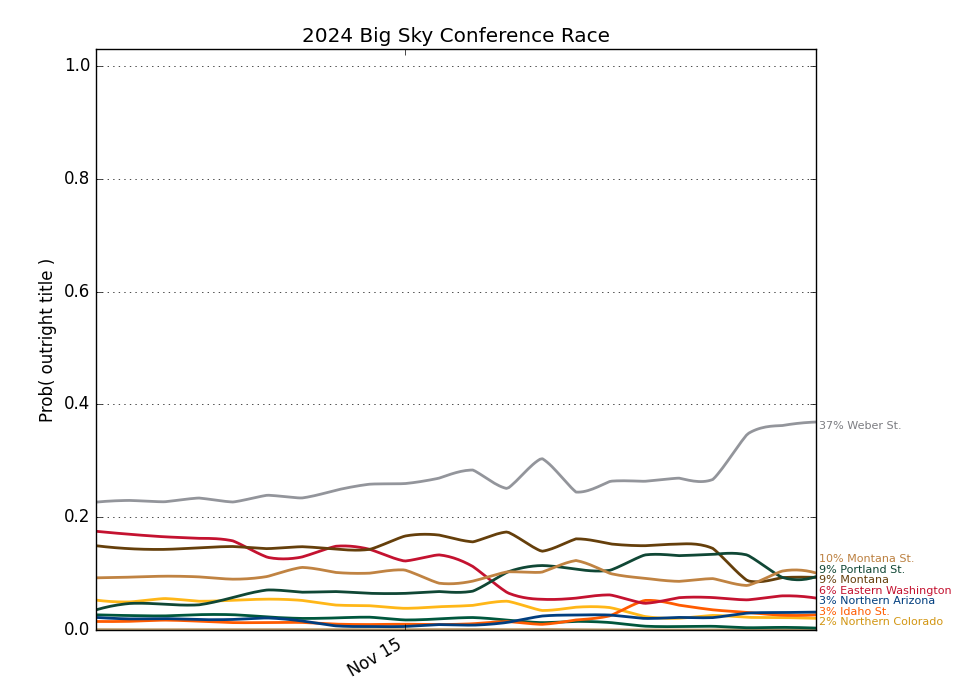 2024 Big Sky Conference Race
Prob( outright title )
1.0
0.8
0.6
0.4
0.2
0.0
Nov 15
37% Weber St.
10% Montana St.
9% Portland St.
9% Montana
6% Eastern Washington
3% Northern Arizona
3% Idaho St.
2% Northern Colorado